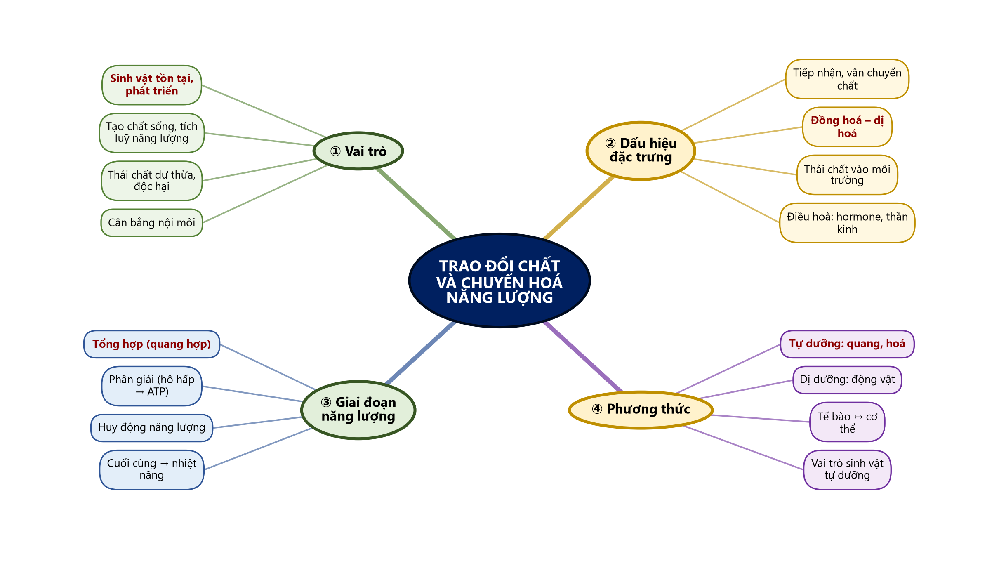 TRAO ĐỔI CHẤT
VÀ CHUYỂN HOÁ
NĂNG LƯỢNG
① Vai trò
Sinh vật tồn tại,
phát triển
Tạo chất sống, tích
luỹ năng lượng
Thải chất dư thừa,
độc hại
Cân bằng nội môi
② Dấu hiệu
đặc trưng
Tiếp nhận, vận chuyển
chất
Đồng hoá – dị
hoá
Thải chất vào môi
trường
Điều hoà: hormone, thần
kinh
③ Giai đoạn
năng lượng
Tổng hợp (quang hợp)
Phân giải (hô hấp
→ ATP)
Huy động năng lượng
Cuối cùng → nhiệt
năng
④ Phương thức
Tự dưỡng: quang, hoá
Dị dưỡng: động vật
Tế bào ↔ cơ
thể
Vai trò sinh vật
tự dưỡng